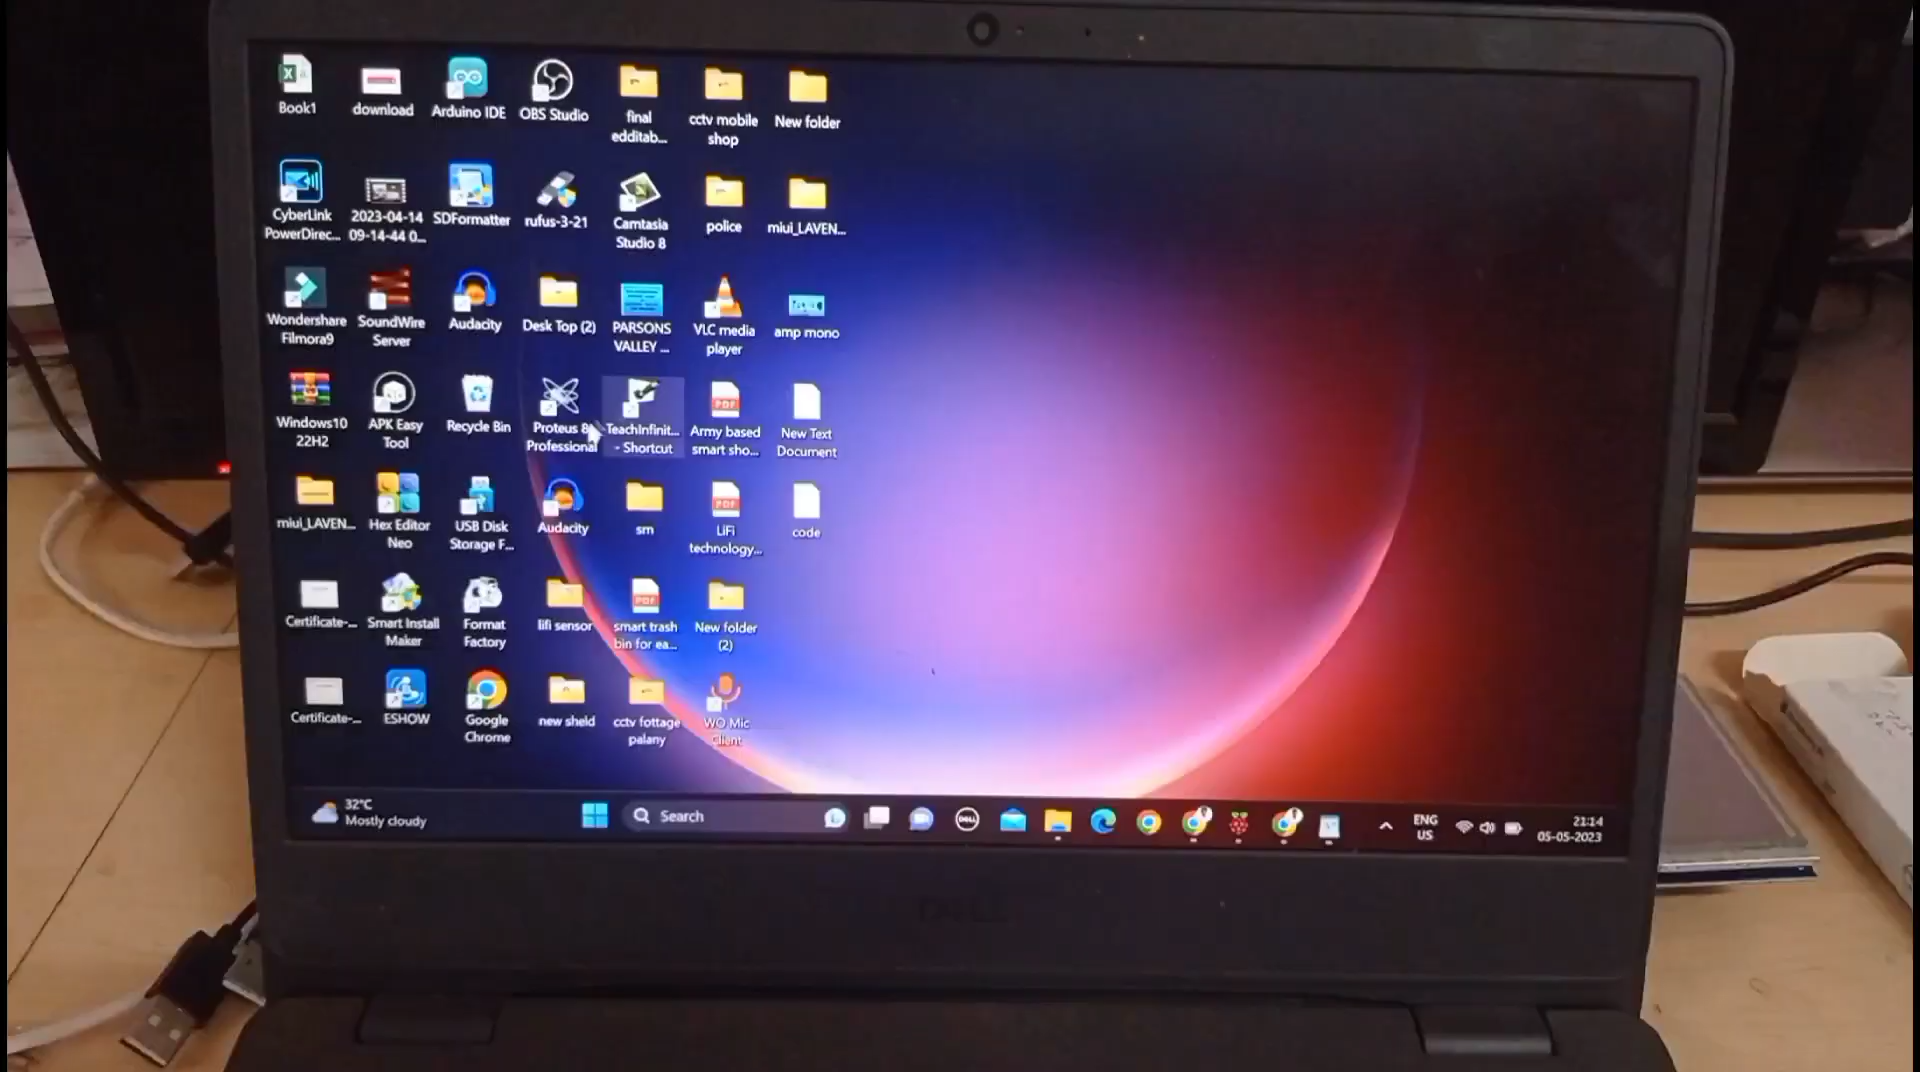 Book1
download
Arduino IDE
OBS Studio
final
edditab...
cctv mobile
shop
New folder
CyberLink
PowerDirec...
2023-04-14
09-14-44 0...
SDFormatter
rufus-3-21
Camtasia
Studio 8
police
miui_LAVEN...
Wondershare
Filmora9
SoundWire
Server
Audacity
Desk Top (2)
PARSONS
VALLEY ...
VLC media
player
amp mono
Windows10
22H2
APK Easy
Tool
Recycle Bin
Proteus 8
Professional
TeachInfinit...
- Shortcut
PDF
Army based
smart sho...
New Text
Document
miui_LAVEN...
Hex Editor
Neo
USB Disk
Storage F...
Audacity
sm
PDF
LiFi
technology...
code
Certificate-...
Smart Install
Maker
Format
Factory
lifi sensor
PDF
smart trash
bin for ea...
New folder
(2)
Certificate-...
ESHOW
Google
Chrome
new sheld
cctv fottage
palany
WO Mic
Client
32°C
Mostly cloudy
Search
DELL
ENG
US
21:14
05-05-2023
DELL